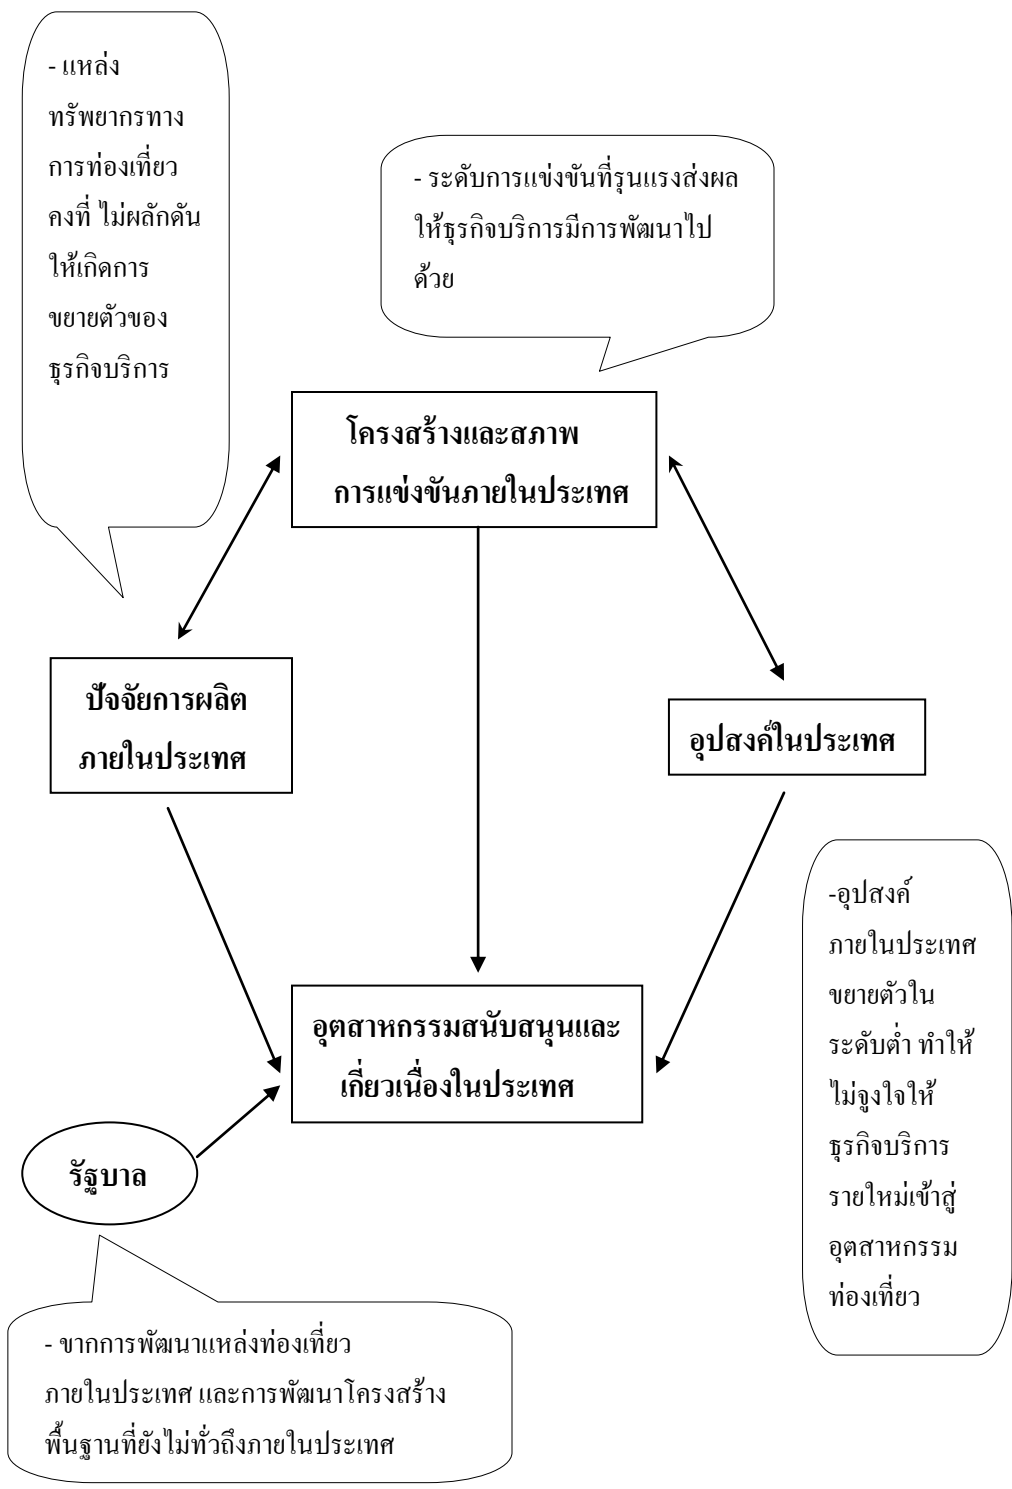 - แหล่ง
ทรัพยากรทาง
การท่องเที่ยว
คงที่ ไม่ผลักดัน
ให้เกิดการ
ขยายตัวของ
ธุรกิจบริการ
- ระดับการแข่งขันที่รุนแรงส่งผล
ให้ธุรกิจบริการมีการพัฒนาไป
ด้วย
โครงสร้างและสภาพ
การแข่งขันภายในประเทศ
ปัจจัยการผลิต
ภายในประเทศ
อุปสงค์ในประเทศ
-อุปสงค์
ภายในประเทศ
ขยายตัวใน
ระดับต่ำ ทำให้
ไม่จูงใจให้
ธุรกิจบริการ
รายใหม่เข้าสู่
อุตสาหกรรม
ท่องเที่ยว
อุตสาหกรรมสนับสนุนและ
เกี่ยวเนื่องในประเทศ
รัฐบาล
- ขากการพัฒนาแหล่งท่องเที่ยว
ภายในประเทศ และการพัฒนาโครงสร้าง
พื้นฐานที่ยังไม่ทั่วถึงภายในประเทศ